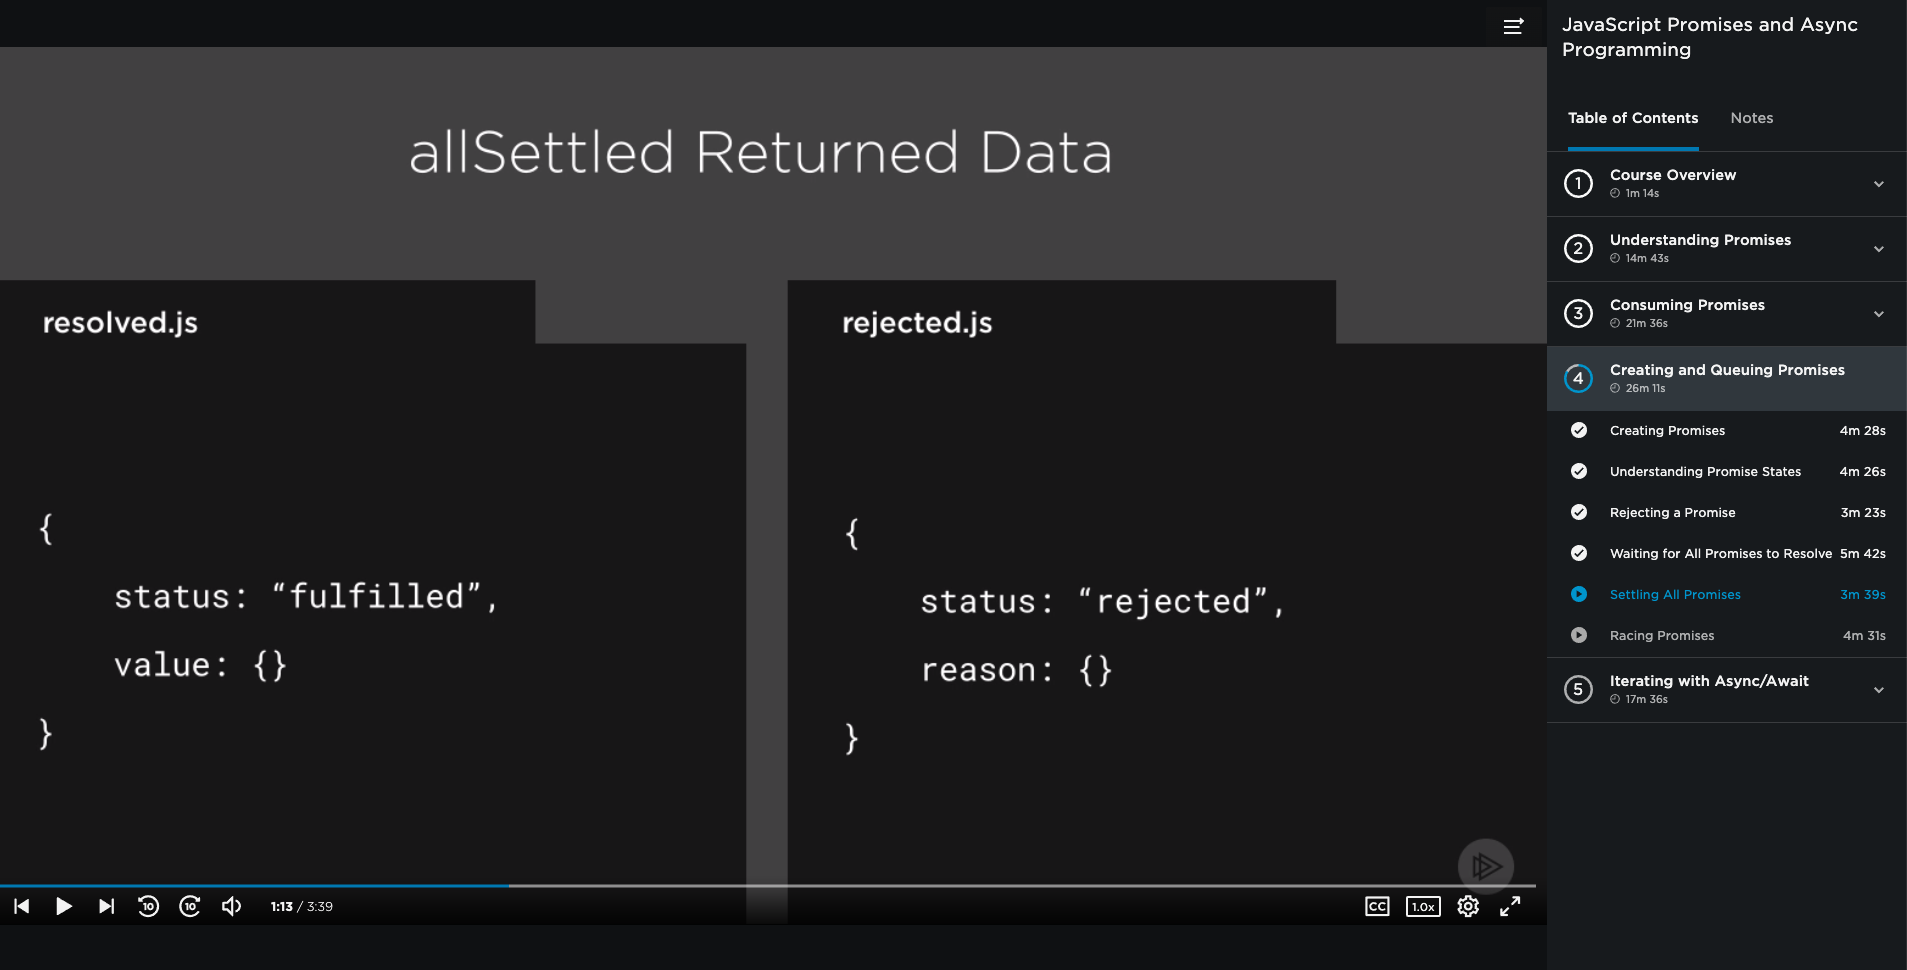 allSettled Returned Data
resolved.js
{
status: “fulfilled”,
value: {}
}
rejected.js
{
status: “rejected”,
reason: {}
}
10
10
1:13 / 3:39
CC
1.0x
JavaScript Promises and Async
Programming
Table of Contents
Notes
1
Course Overview
1m 14s
2
Understanding Promises
14m 43s
3
Consuming Promises
21m 36s
4
Creating and Queuing Promises
26m 11s
Creating Promises 4m 28s
Understanding Promise States 4m 26s
Rejecting a Promise 3m 23s
Waiting for All Promises to Resolve 5m 42s
Settling All Promises 3m 39s
Racing Promises 4m 31s
5
Iterating with Async/Await
17m 36s